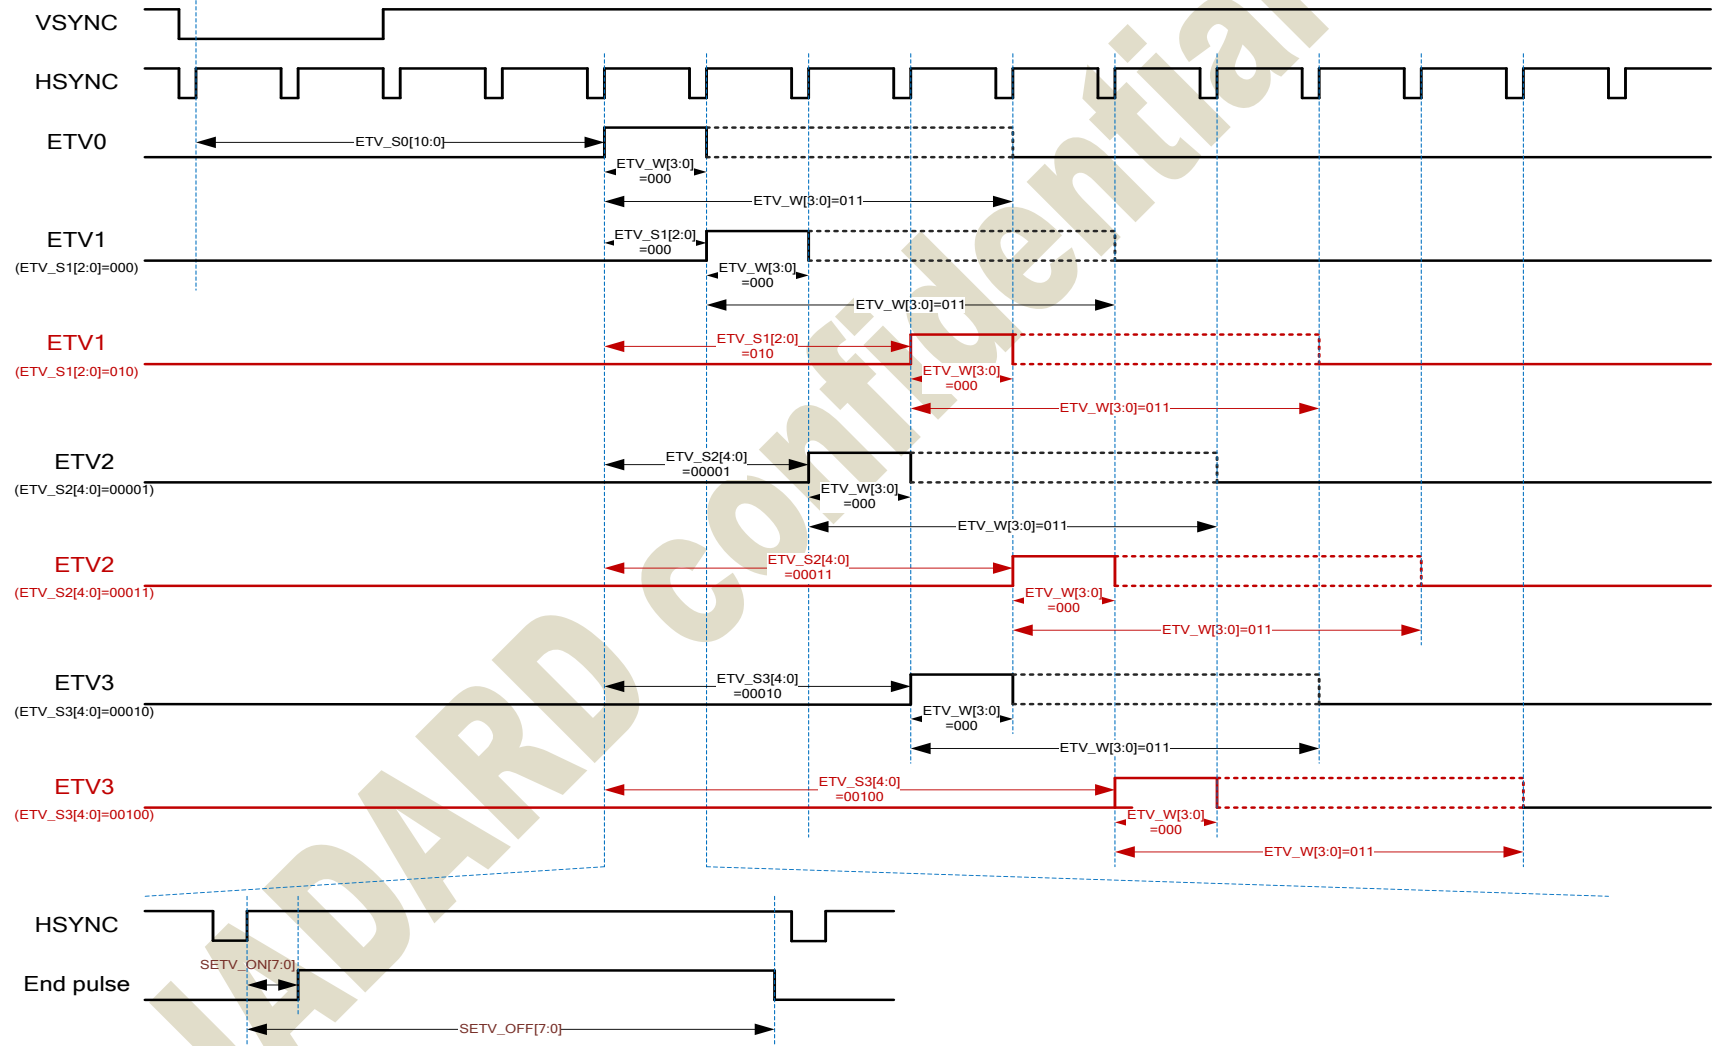 VSYNC
HSYNC
ETV0
ETV_S0[10:0]
ETV_W[3:0]
=000
ETV_W[3:0]=011
ETV1
(ETV_S1[2:0]=000)
ETV_S1[2:0]
=000
ETV_W[3:0]
=000
ETV_W[3:0]=011
ETV1
(ETV_S1[2:0]=010)
ETV_S1[2:0]
=010
ETV_W[3:0]
=000
ETV_W[3:0]=011
ETV2
(ETV_S2[4:0]=00001)
ETV_S2[4:0]
=00001
ETV_W[3:0]
=000
ETV_W[3:0]=011
ETV2
(ETV_S2[4:0]=00011)
ETV_S2[4:0]
=00011
ETV_W[3:0]
=000
ETV_W[3:0]=011
ETV3
(ETV_S3[4:0]=00010)
ETV_S3[4:0]
=00010
ETV_W[3:0]
=000
ETV_W[3:0]=011
ETV3
(ETV_S3[4:0]=00100)
ETV_S3[4:0]
=00100
ETV_W[3:0]
=000
ETV_W[3:0]=011
HSYNC
SETV_ON[7:0]
End pulse
SETV_OFF[7:0]
JADARD confidential